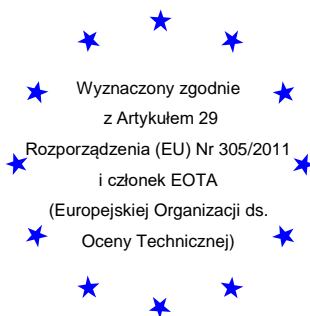 Wyznaczony zgodnie
z Artykułem 29
Rozporządzenia (EU) Nr 305/2011
i członek EOTA
(Europejskiej Organizacji ds.
Oceny Technicznej)